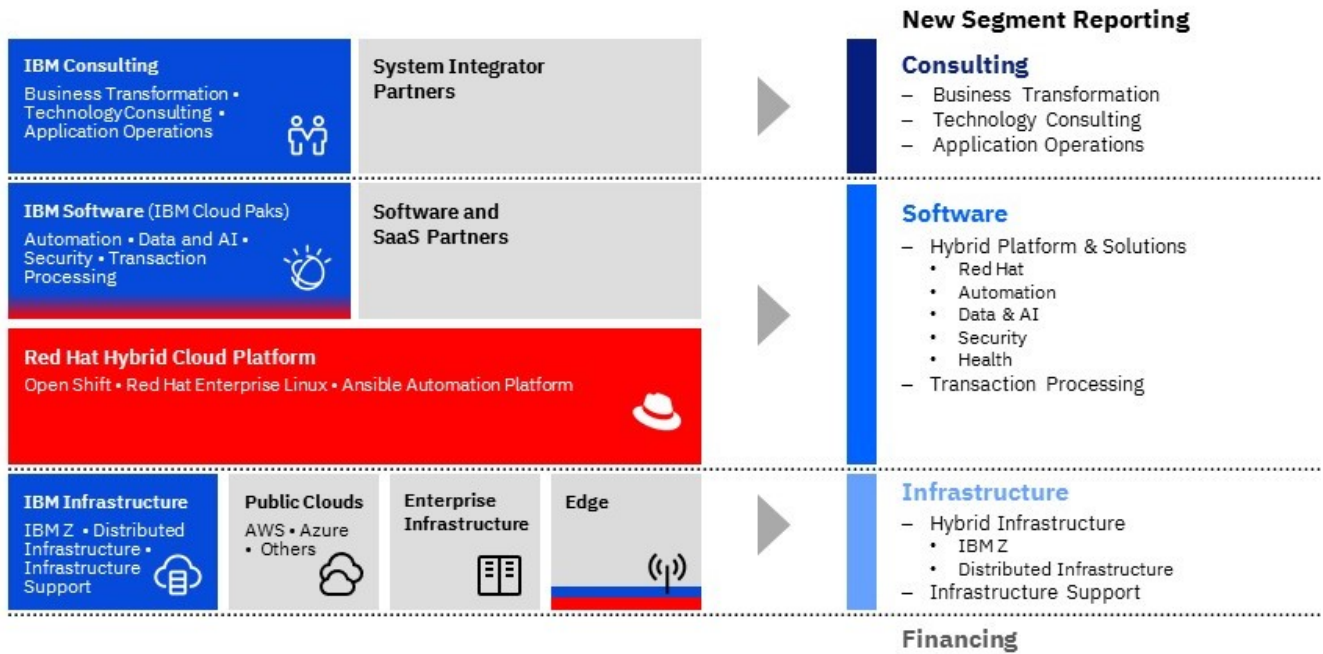 New Segment Reporting
IBM Consulting
Business Transformation •
TechnologyConsulting •
Application Operations
System Integrator
Partners
Consulting
– Business Transformation
– Technology Consulting
– Application Operations
IBM Software (IBM Cloud Paks)
Automation • Data and AI •
Security • Transaction
Processing
Software and
SaaS Partners
Red Hat Hybrid Cloud Platform
Open Shift • Red Hat Enterprise Linux • Ansible Automation Platform
Software
– Hybrid Platform & Solutions
• Red Hat
• Automation
• Data & AI
• Security
• Health
– Transaction Processing
IBM Infrastructure
IBM Z • Distributed
Infrastructure •
Infrastructure
Support
Public Clouds
AWS • Azure
• Others
Enterprise
Infrastructure
Edge
Infrastructure
– Hybrid Infrastructure
• IBM Z
• Distributed Infrastructure
– Infrastructure Support
Financing